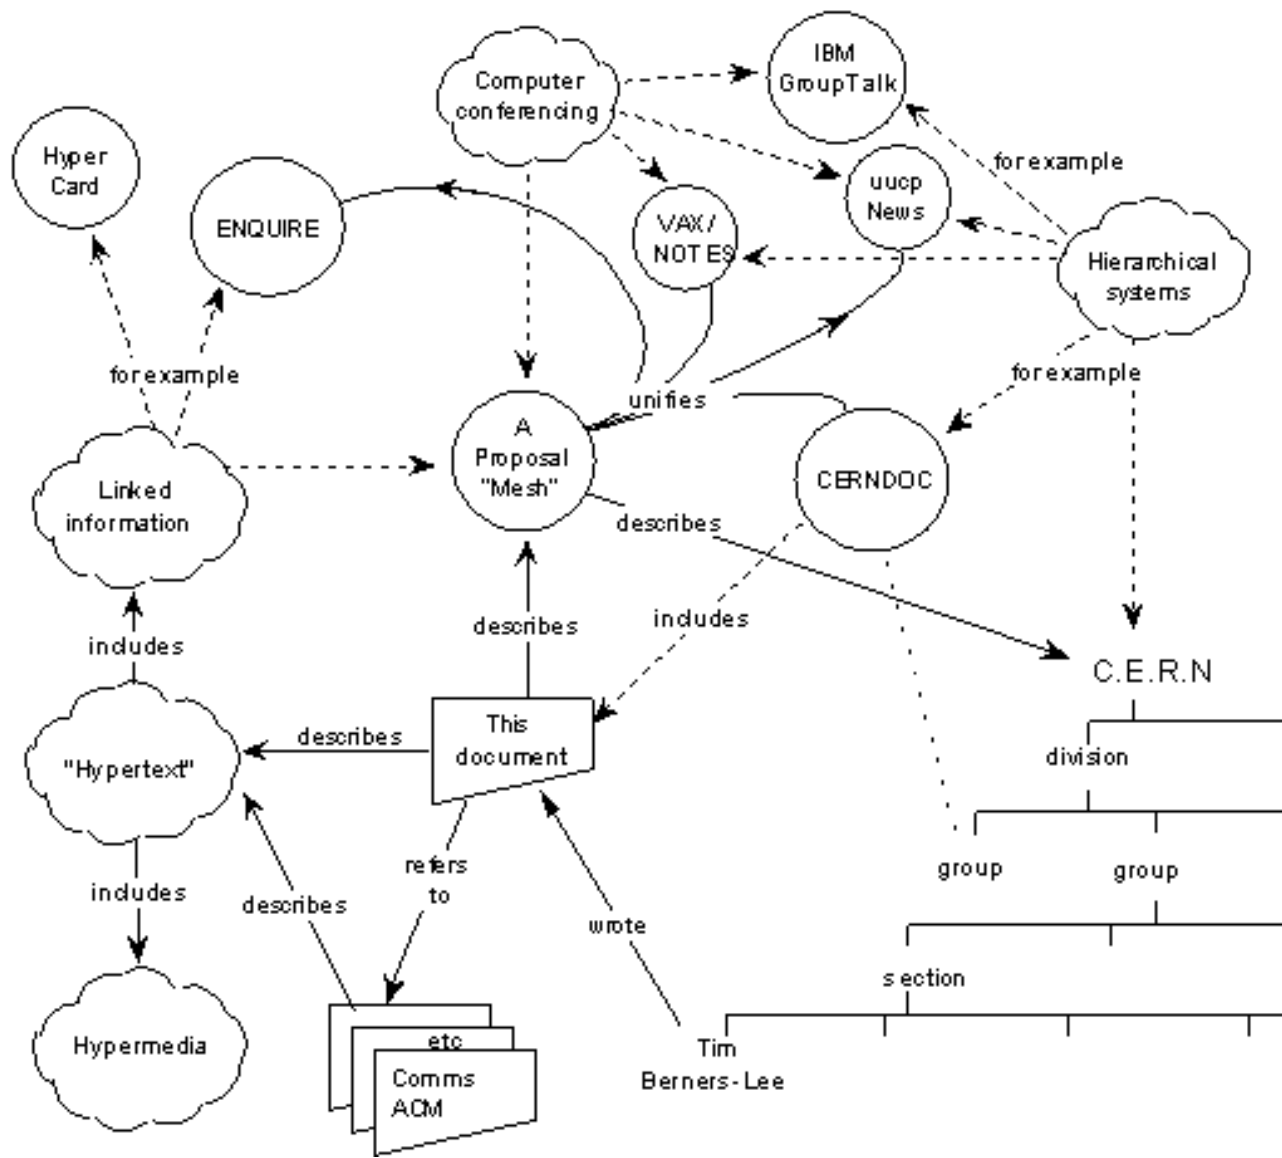 IBM
GroupTalk
Computer
conferencing
Hyper
Card
for example
uucp
News
ENQUIRE
VAX/
NOTES
Hierarchical
systems
for example
for example
unifies
A
Proposal
"Mesh"
CERNDOC
Linked
information
describes
includes
describes
includes
C.E.R.N
This
document
describes
"Hypertext"
division
refers
to
includes
describes
group
group
wrote
section
etc
Comms
ACM
Hypermedia
Tim
Berners-Lee